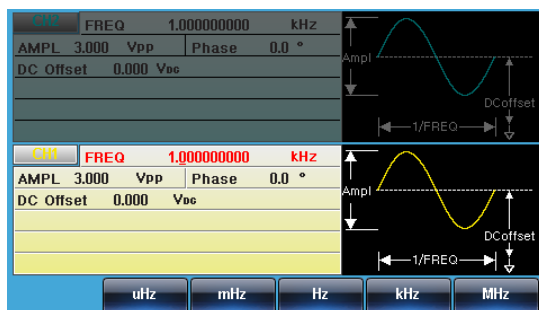 CH2 FREQ 1.000000000 kHz
AMPL 3.000 Vpp Phase 0.0 °
DC Offset 0.000 VDC
Ampl
DCoffset
1/FREQ
CH1 FREQ 1.000000000 kHz
AMPL 3.000 Vpp Phase 0.0 °
DC Offset 0.000 VDC
Ampl
DCoffset
1/FREQ
uHz mHz Hz kHz MHz